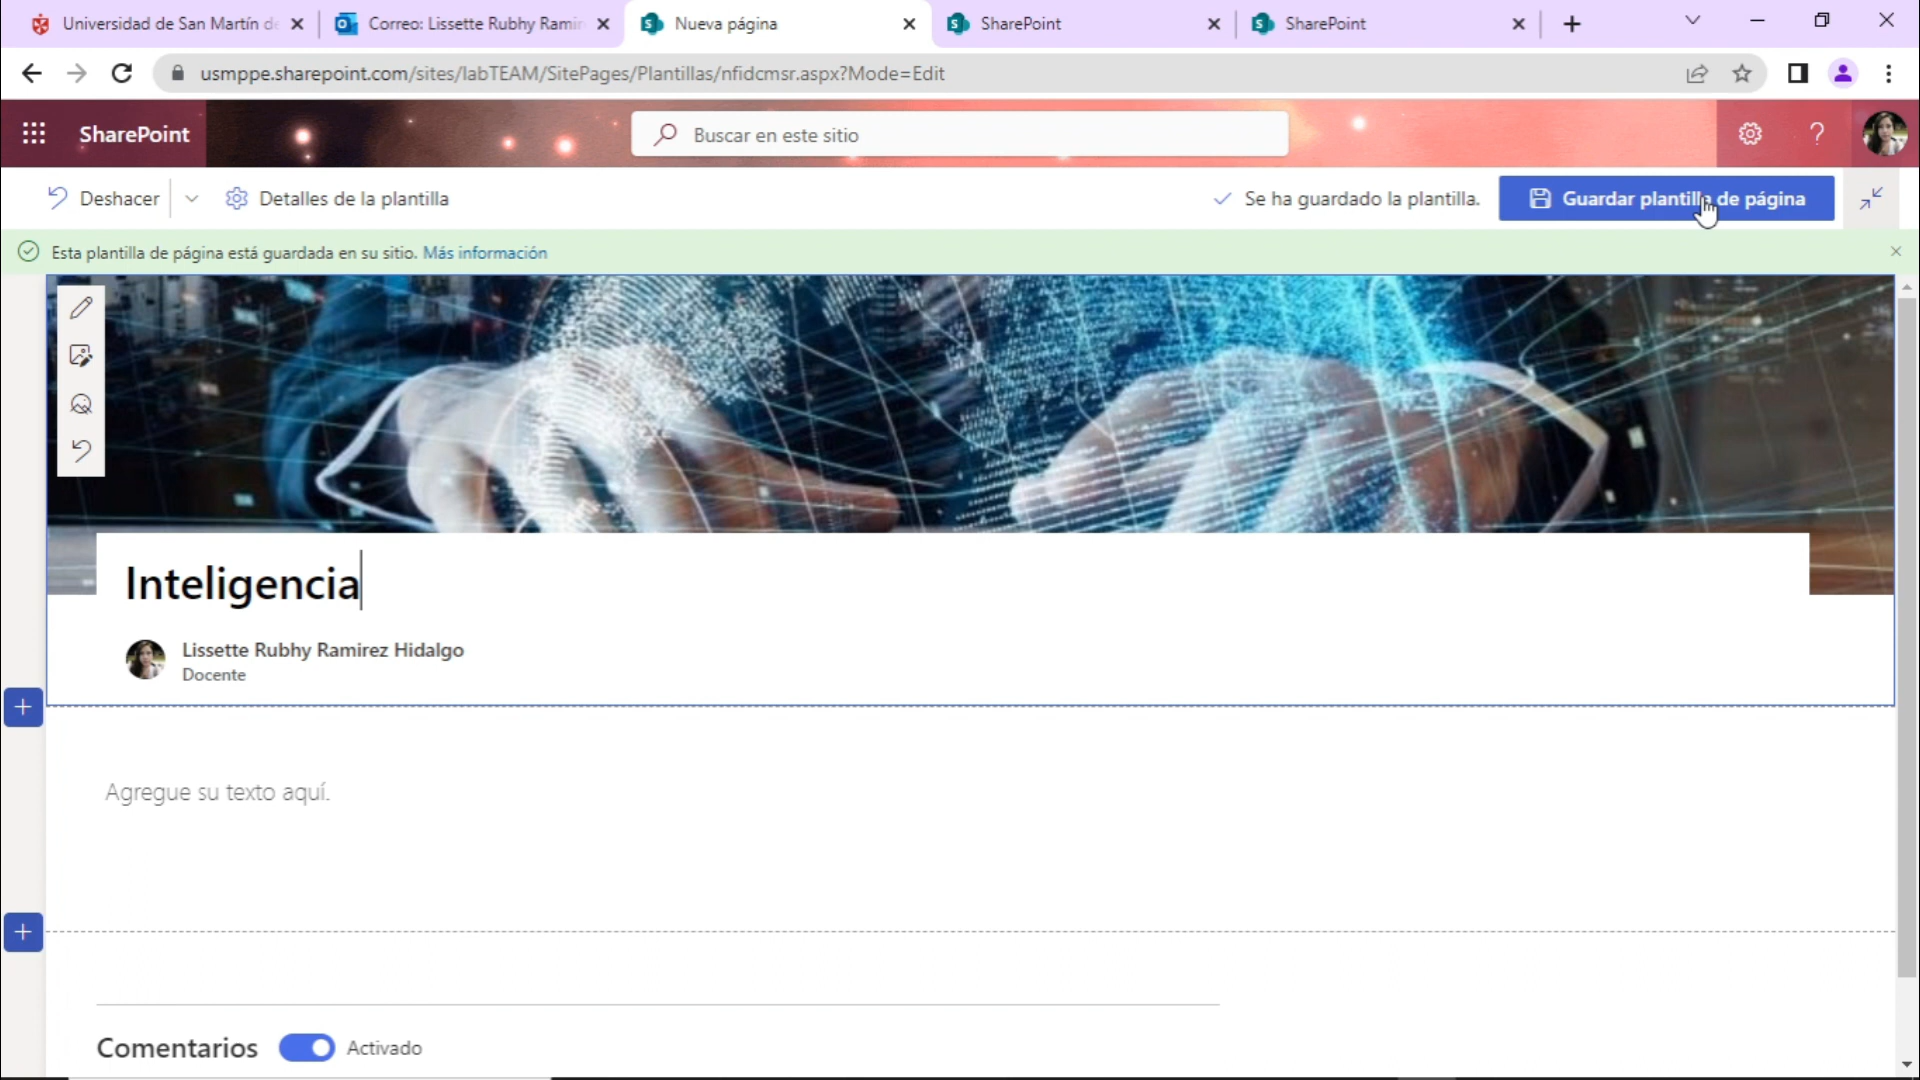 Universidad de San Martín de
Correo: Lissette Rubhy Ramir
Nueva página
SharePoint
SharePoint
usmppe.sharepoint.com/sites/labTEAM/SitePages/Plantillas/nfidcmsr.aspx?Mode=Edit
SharePoint
Buscar en este sitio
Deshacer
Detalles de la plantilla
Se ha guardado la plantilla.
Guardar plantilla de página
Esta plantilla de página está guardada en su sitio. Más información
Inteligencia
Lissette Rubhy Ramirez Hidalgo
Docente
Agregue su texto aquí.
Comentarios
Activado